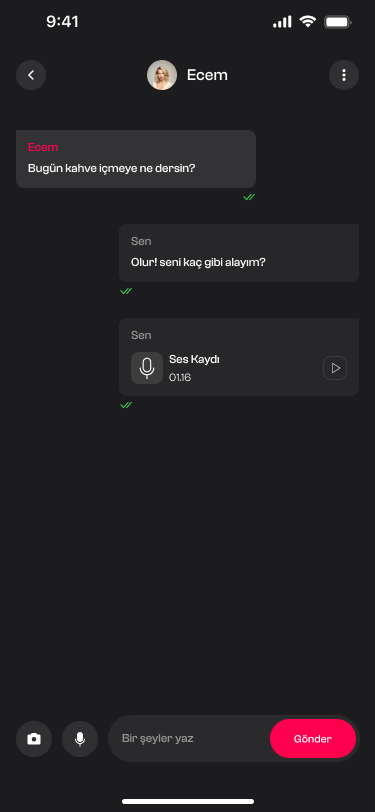 9:41
Ecem
Ecem
Bugün kahve içmeye ne dersin?
Sen
Olur! seni kaç gibi alayım?
Sen
Ses Kaydı
01.16
Bir şeyler yaz
Gönder